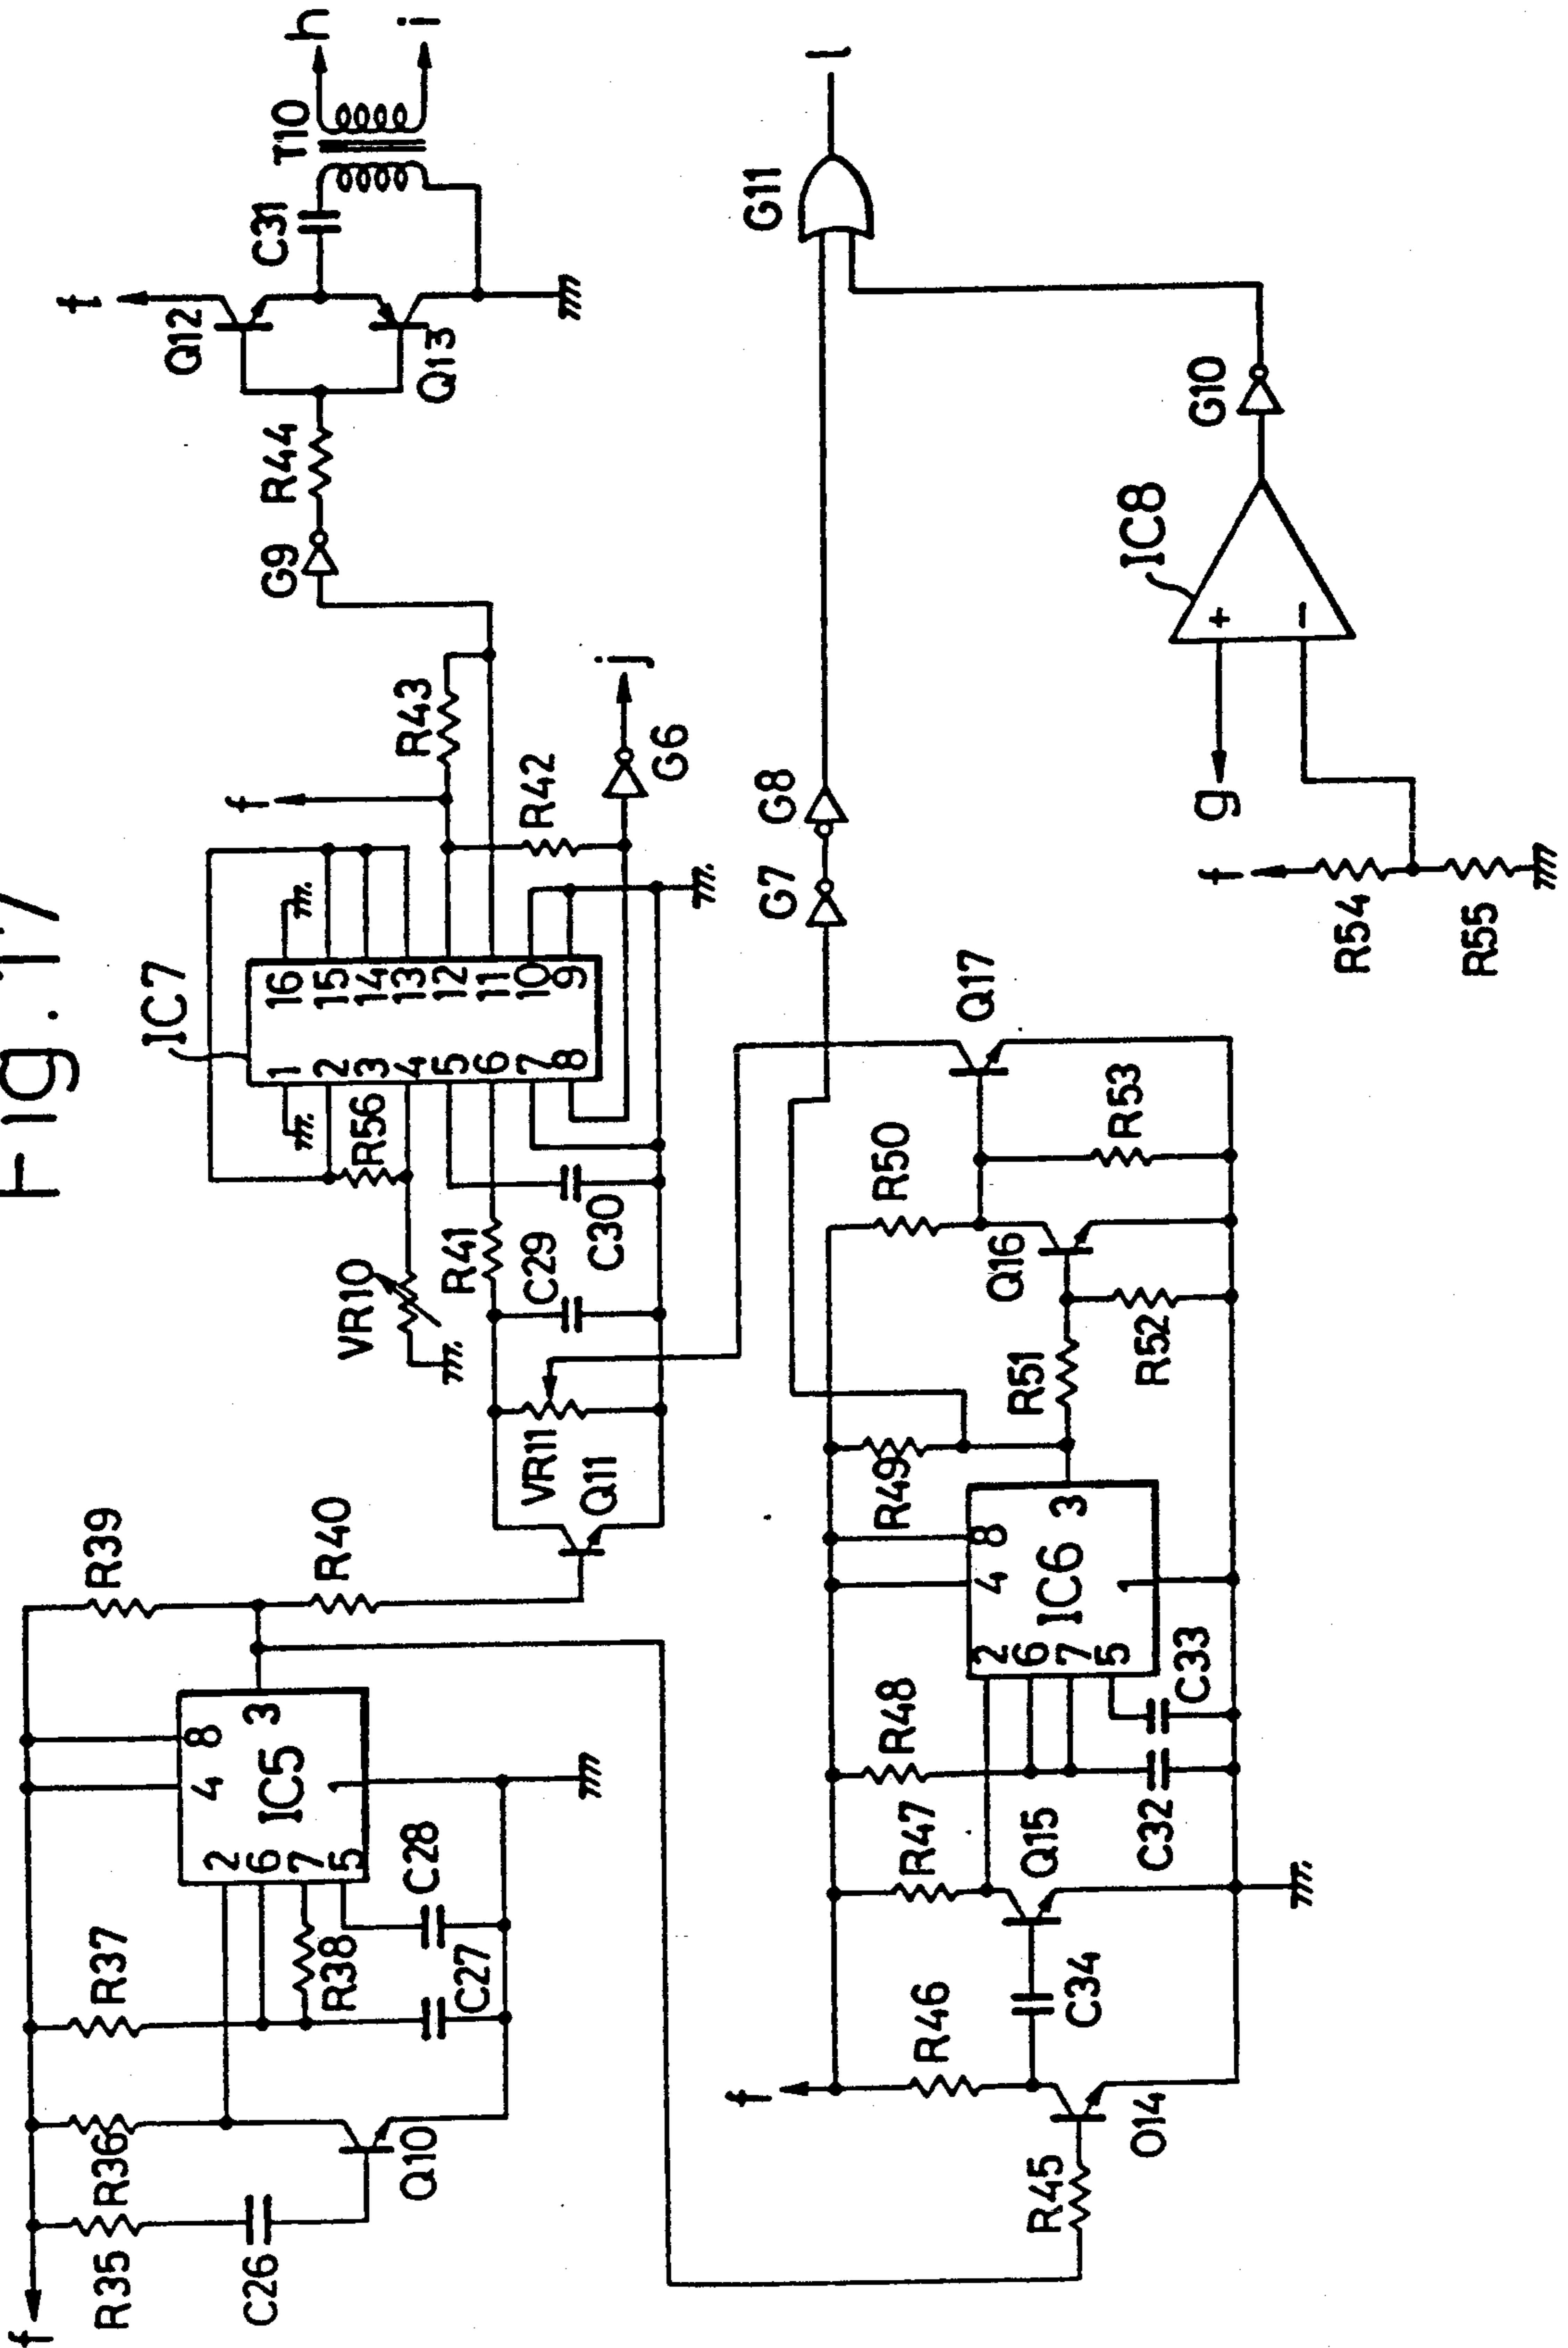 Fig. 17
f
R35
C26
R36
Q10
R37
R38
C27
C28
2
6
7
5
4
8
IC5
3
1
R39
R40
Q11
VR11
C29
C30
R41
VR10
R56
IC7
1
2
3
4
5
6
7
8
16
15
14
13
12
11
10
9
f
R43
R42
G6
j
G9
R44
Q12
Q13
f
C31
T10
h
i
f
R45
O14
R46
C34
Q15
R47
R48
C32
C33
2
6
7
5
4
8
IC6
3
1
R49
R51
R52
Q16
R50
R53
Q17
G7
G8
G11
l
f
R54
R55
g
IC8
+
−
G10